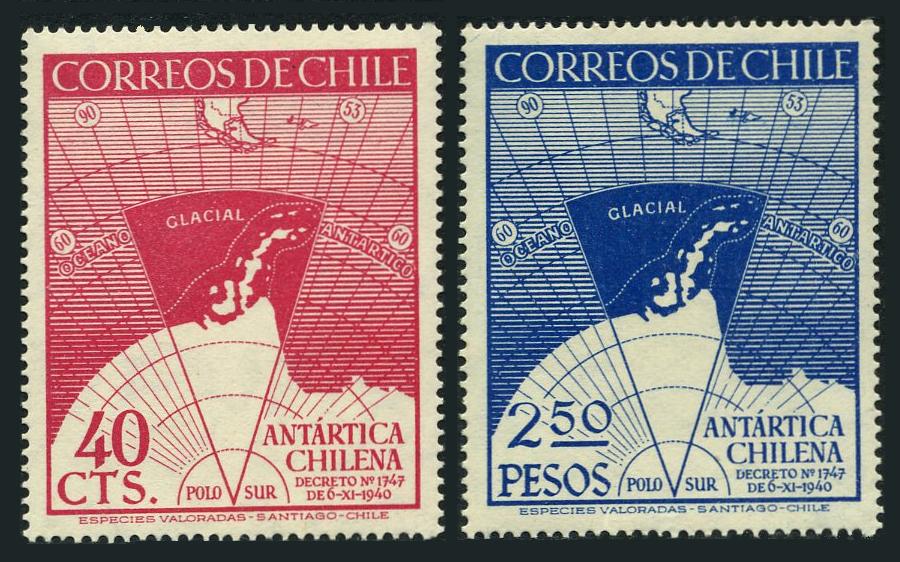 CORREOS DE CHILE
90
53
GLACIAL
60
OCEANO
ANTARTICO
60
40
CTS.
ANTÁRTICA
CHILENA
DECRETO Nº 1747
DE 6-XI-1940
POLO SUR
ESPECIES VALORADAS-SANTIAGO-CHILE
CORREOS DE CHILE
90
53
GLACIAL
60
OCEANO
ANTARTICO
60
2.50
PESOS
ANTÁRTICA
CHILENA
DECRETO Nº 1747
DE 6-XI-1940
POLO SUR
ESPECIES VALORADAS-SANTIAGO-CHILE